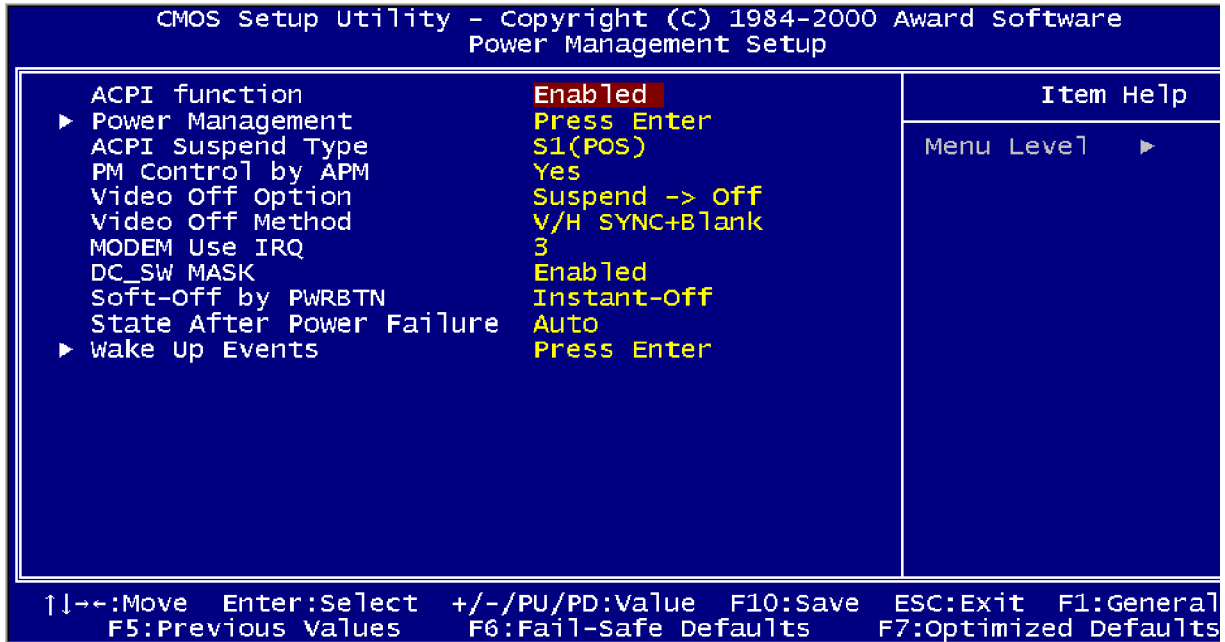 CMOS Setup Utility – Copyright (C) 1984-2000 Award Software
Power Management Setup
ACPI function Enabled Item Help
▶ Power Management Press Enter
ACPI Suspend Type S1(POS) Menu Level ▶
PM Control by APM Yes
Video Off Option Suspend -> Off
Video Off Method V/H SYNC+Blank
MODEM Use IRQ 3
DC_SW MASK Enabled
Soft-Off by PWRBTN Instant-Off
State After Power Failure Auto
▶ Wake Up Events Press Enter
↑↓→←:Move Enter:Select +/-/PU/PD:Value F10:Save ESC:Exit F1:General
F5:Previous Values F6:Fail-Safe Defaults F7:Optimized Defaults